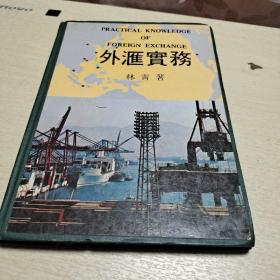 PRACTICAL KNOWLEDGE
OF
FOREIGN EXCHANGE
外滙實務
林青著